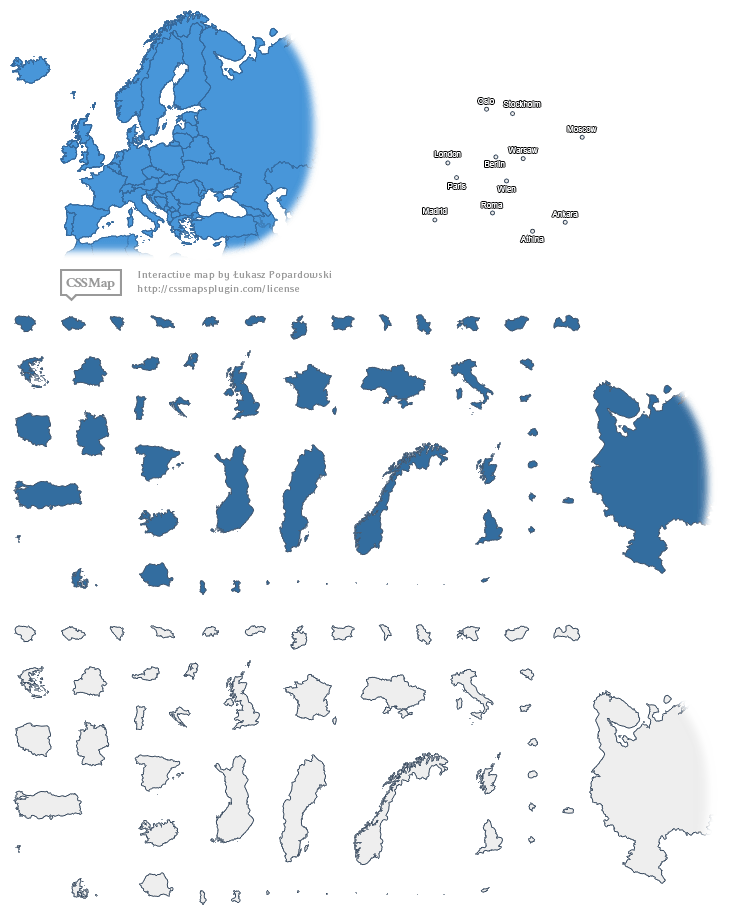 Oslo
Stockholm
Moscow
London
Warsaw
Berlin
Paris
Wien
Roma
Madrid
Ankara
Athina
CSSMap
Interactive map by Łukasz Popardowski
http://cssmapsplugin.com/license